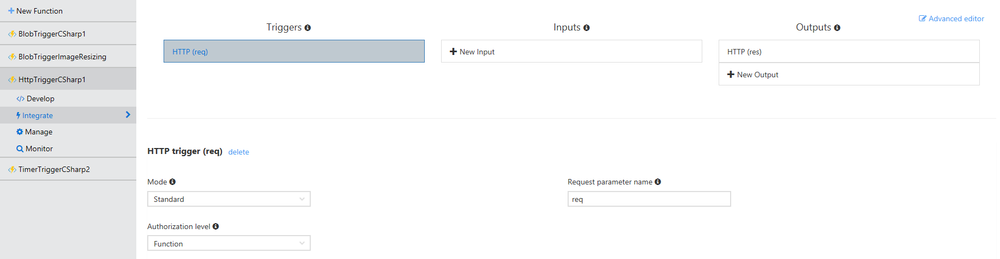 New Function
BlobTriggerCSharp1
BlobTriggerImageResizing
HttpTriggerCSharp1
Develop
Integrate
Manage
Monitor
TimerTriggerCSharp2
Advanced editor
Triggers
HTTP (req)
Inputs
New Input
Outputs
HTTP (res)
New Output
HTTP trigger (req) delete
Mode
Standard
Request parameter name
req
Authorization level
Function